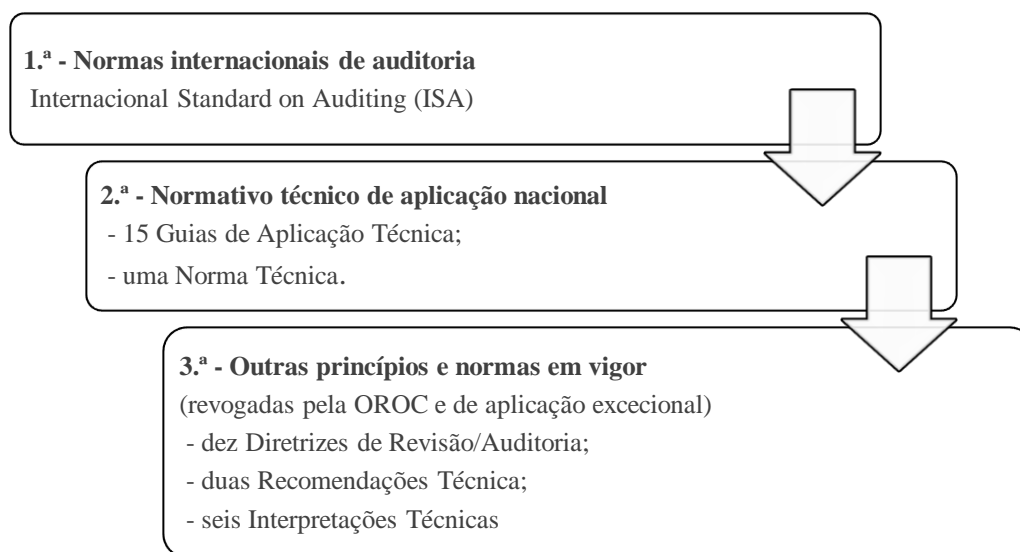 1.ª - Normas internacionais de auditoria
Internacional Standard on Auditing (ISA)
2.ª - Normativo técnico de aplicação nacional
- 15 Guias de Aplicação Técnica;
- uma Norma Técnica.
3.ª - Outras princípios e normas em vigor
(revogadas pela OROC e de aplicação excecional)
- dez Diretrizes de Revisão/Auditoria;
- duas Recomendações Técnica;
- seis Interpretações Técnicas